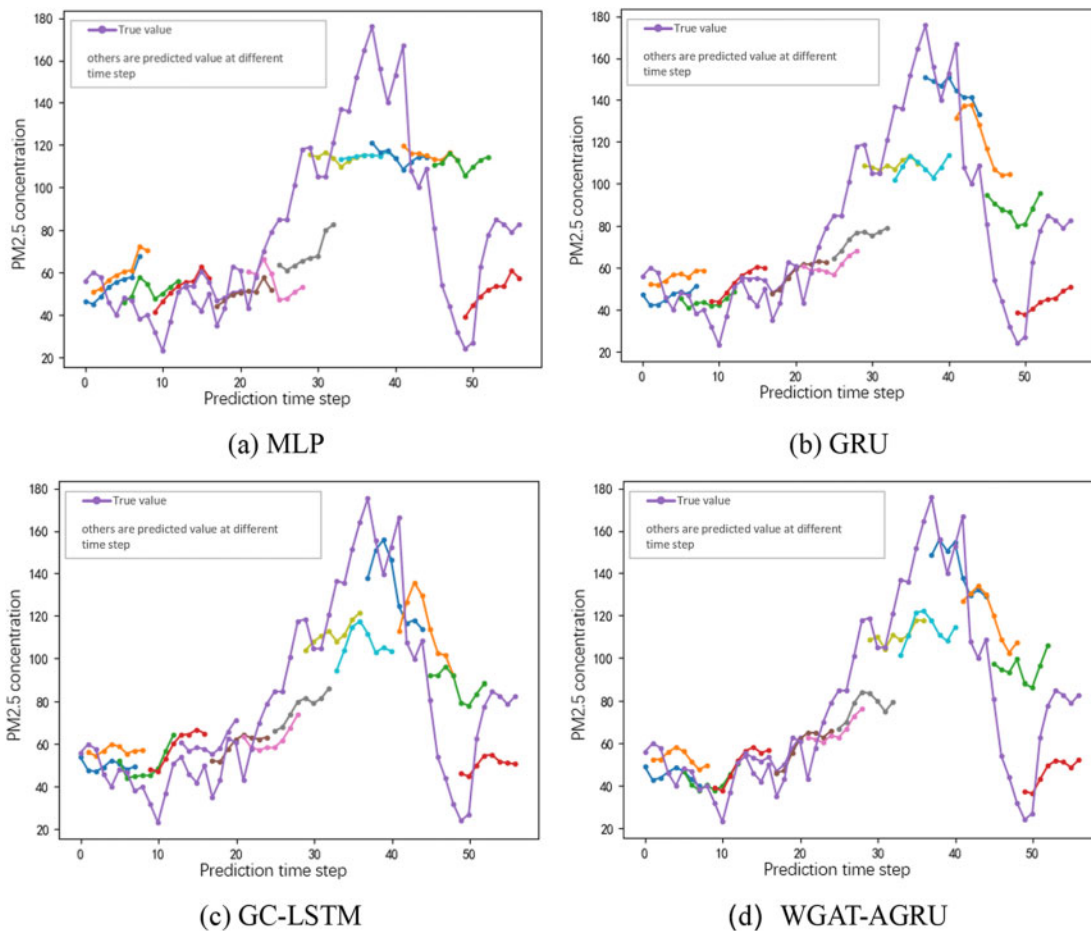 180
160
140
120
100
80
60
40
20
PM2.5 concentration
True value
others are predicted value at different
time step
0 10 20 30 40 50
Prediction time step
(a) MLP
180
160
140
120
100
80
60
40
20
PM2.5 concentration
True value
others are predicted value at different
time step
0 10 20 30 40 50
Prediction time step
(b) GRU
180
160
140
120
100
80
60
40
20
PM2.5 concentration
True value
others are predicted value at different
time step
0 10 20 30 40 50
Prediction time step
(c) GC-LSTM
180
160
140
120
100
80
60
40
20
PM2.5 concentration
True value
others are predicted value at different
time step
0 10 20 30 40 50
Prediction time step
(d) WGAT-AGRU